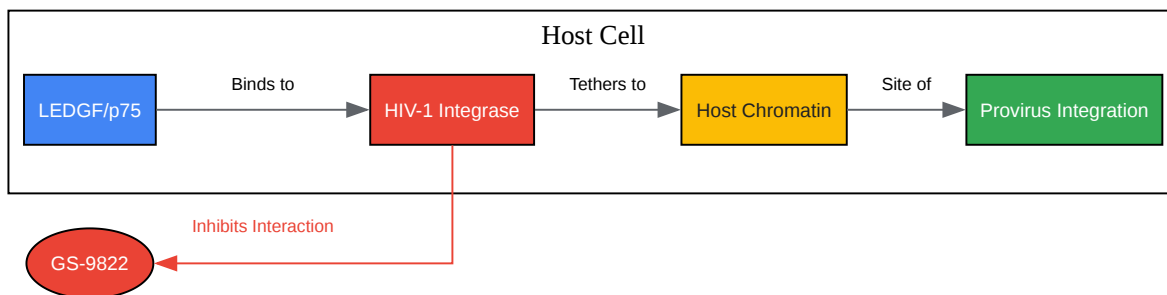 Host Cell
LEDGF/p75
Binds to
HIV-1 Integrase
Tethers to
Host Chromatin
Site of
Provirus Integration
Inhibits Interaction
GS-9822